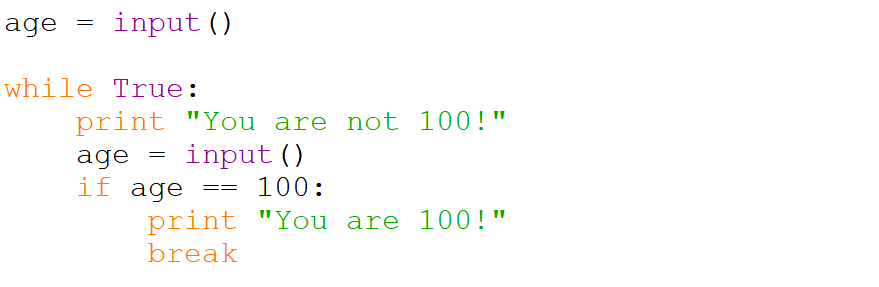 age = input()
while True:
    print "You are not 100!"
    age = input()
    if age == 100:
        print "You are 100!"
        break